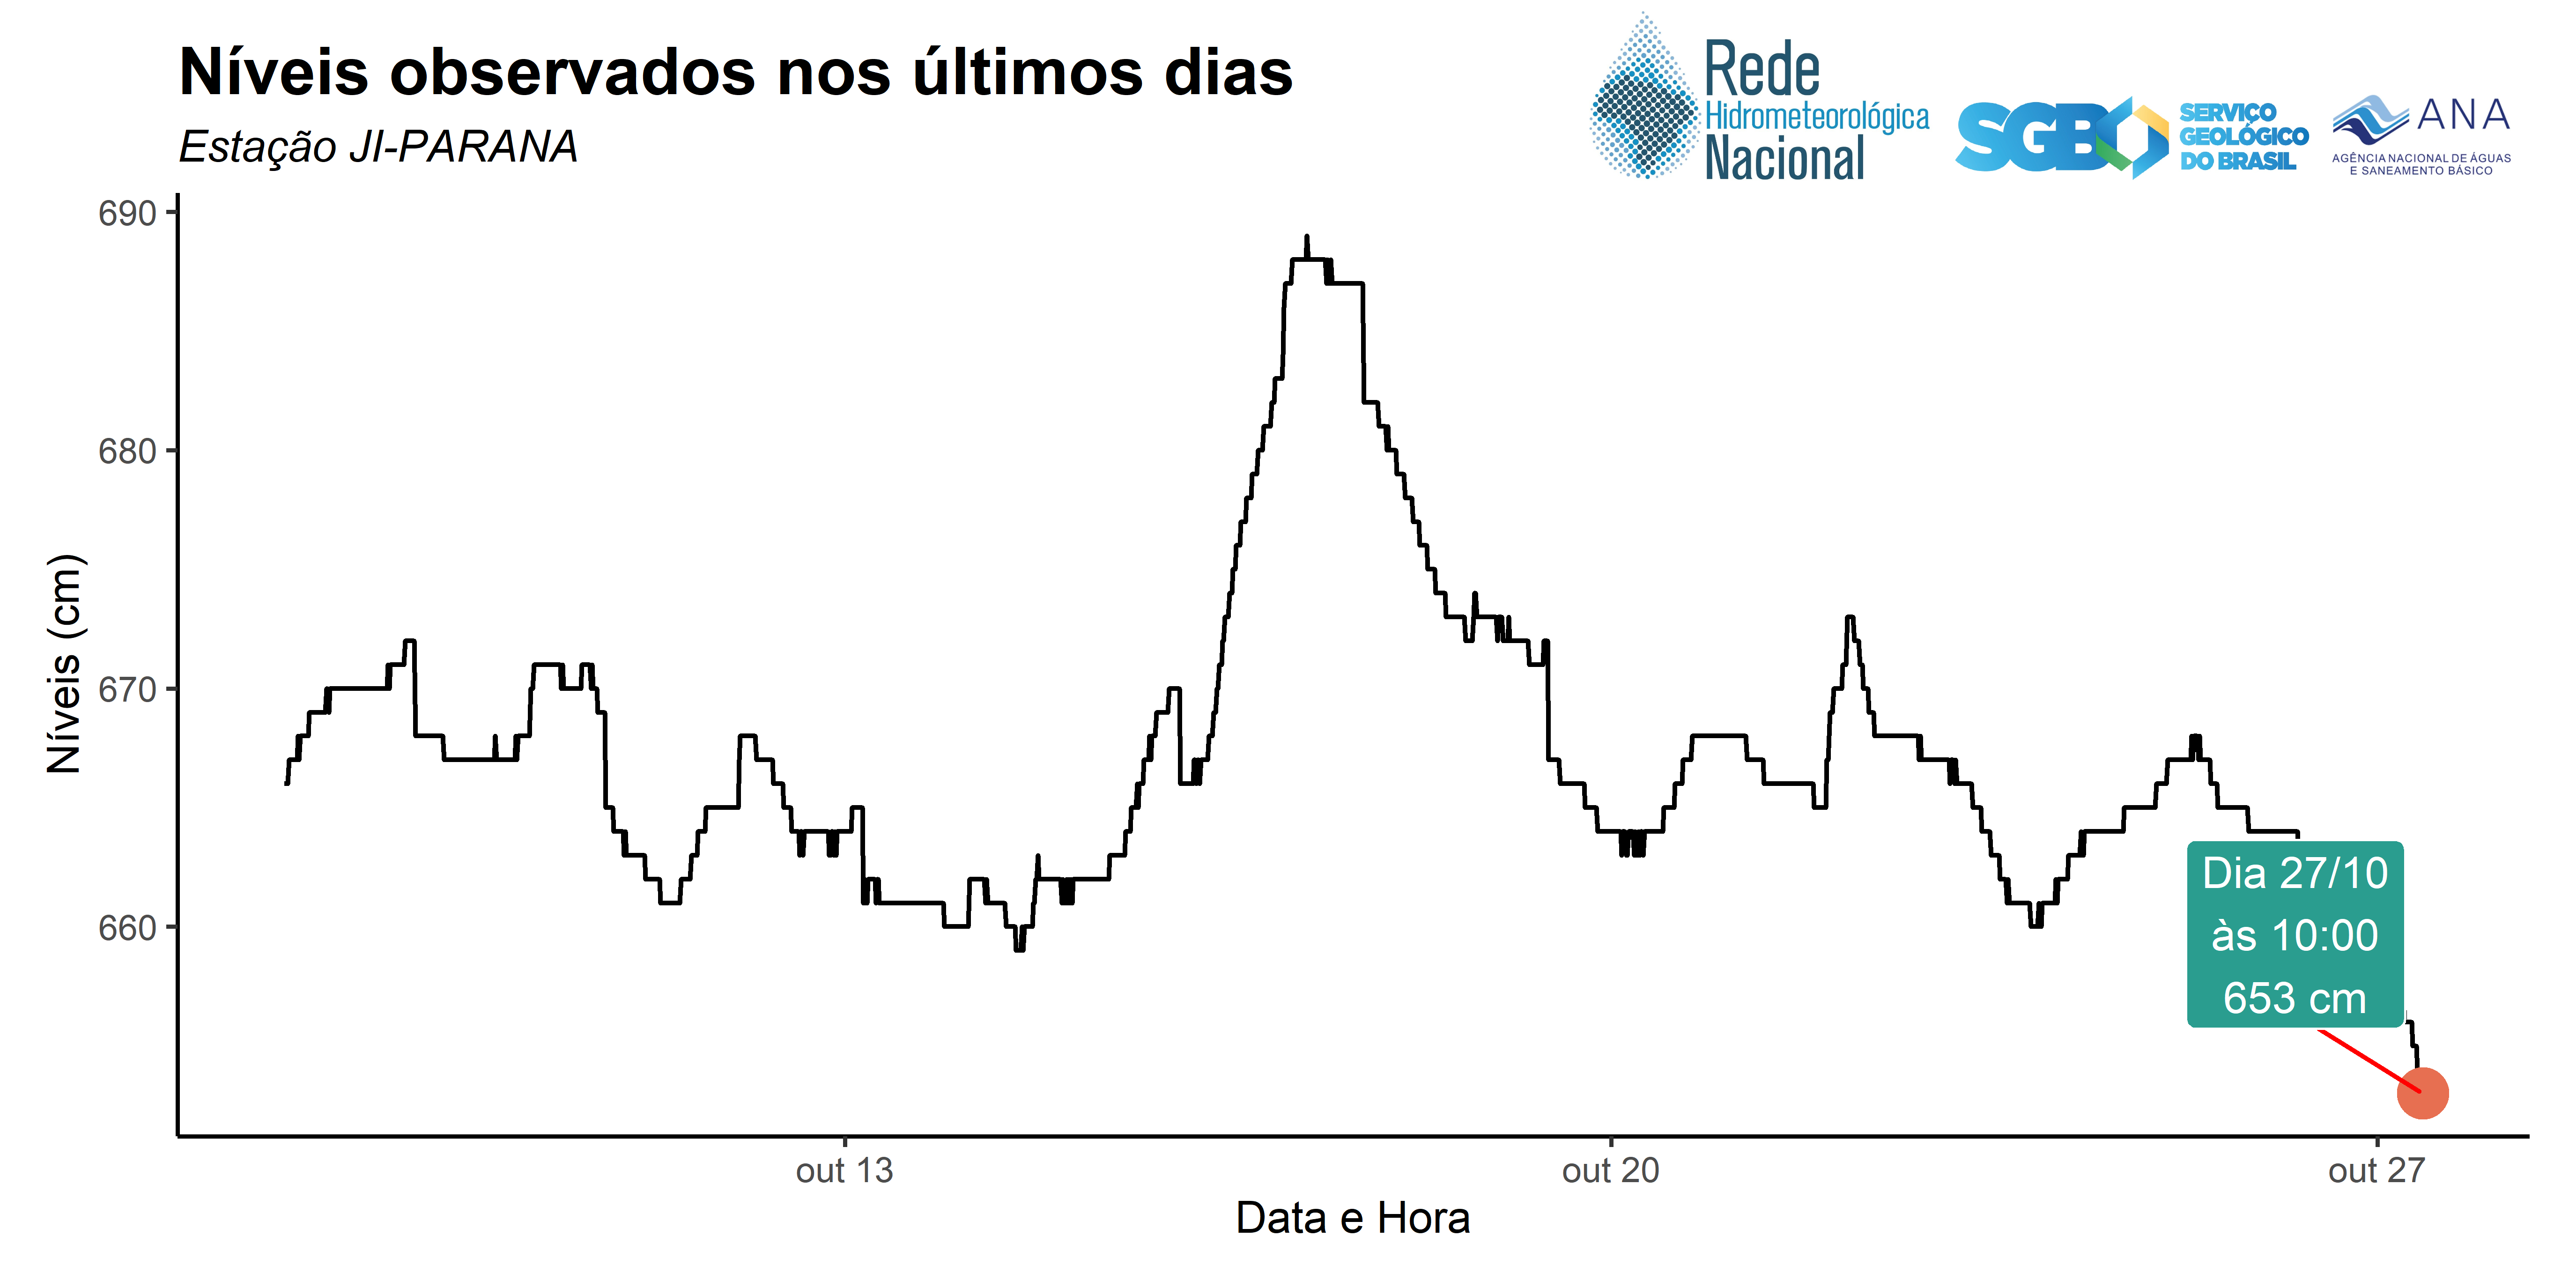 Níveis observados nos últimos dias
Estação JI-PARANA
Rede
Hidrometeorológica
Nacional
SGB
SERVIÇO
GEOLÓGICO
DO BRASIL
ANA
AGÊNCIA NACIONAL DE ÁGUAS
E SANEAMENTO BÁSICO
690
680
670
660
Níveis (cm)
Dia 27/10
às 10:00
653 cm
out 13
out 20
out 27
Data e Hora